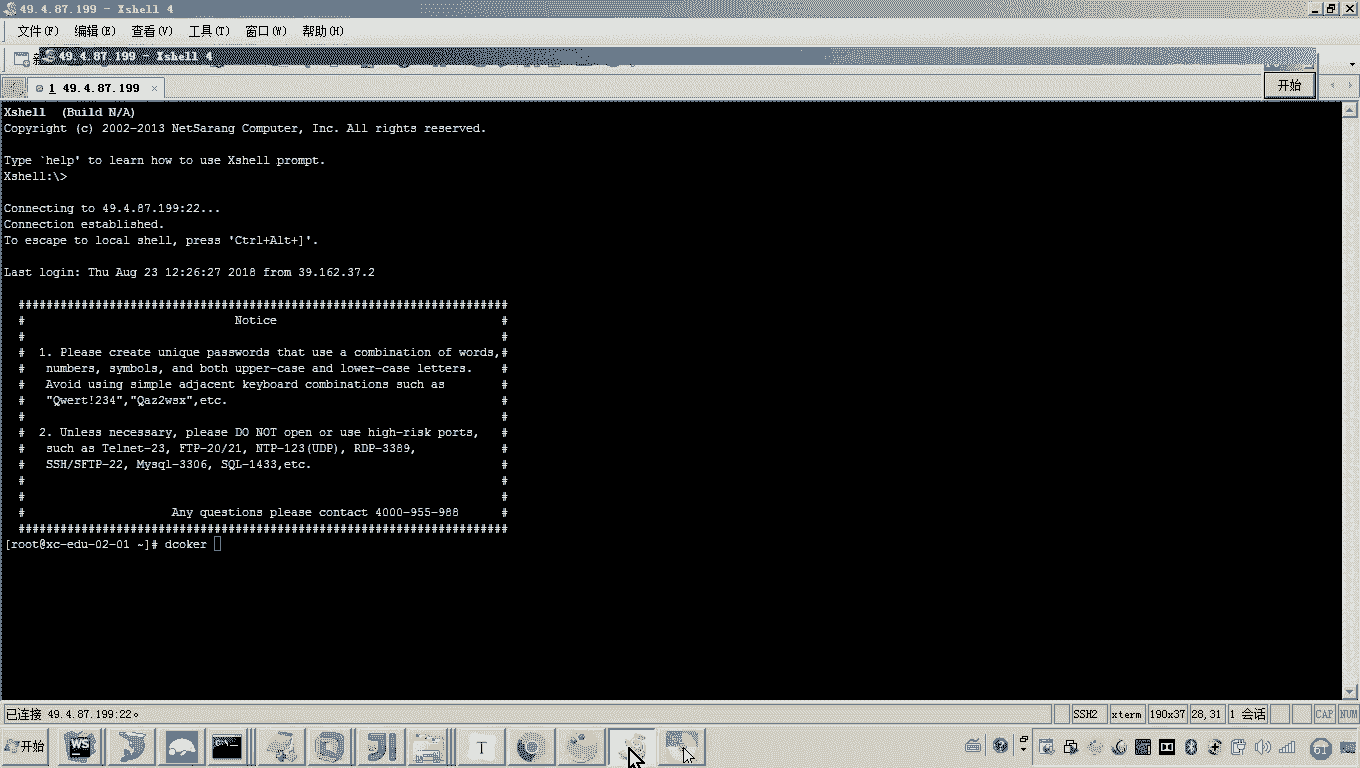 49.4.87.199 - Xshell 4
文件(F) 编辑(E) 查看(V) 工具(T) 窗口(W) 帮助(H)
49.4.87.199 - Xshell 4
1 49.4.87.199 ×
开始
Xshell  (Build N/A)
Copyright (c) 2002-2013 NetSarang Computer, Inc. All rights reserved.
Type `help' to learn how to use Xshell prompt.
Xshell:\>
Connecting to 49.4.87.199:22...
Connection established.
To escape to local shell, press 'Ctrl+Alt+]'.
Last login: Thu Aug 23 12:26:27 2018 from 39.162.37.2
######################################################################
#                              Notice                                #
#                                                                    #
#  1. Please create unique passwords that use a combination of words,#
#   numbers, symbols, and both upper-case and lower-case letters.    #
#   Avoid using simple adjacent keyboard combinations such as        #
#   "Qwert!234","Qaz2wsx",etc.                                       #
#                                                                    #
#  2. Unless necessary, please DO NOT open or use high-risk ports,   #
#   such as Telnet-23, FTP-20/21, NTP-123(UDP), RDP-3389,            #
#   SSH/SFTP-22, Mysql-3306, SQL-1433,etc.                           #
#                                                                    #
#                                                                    #
#                     Any questions please contact 4000-955-988      #
######################################################################
[root@xc-edu-02-01 ~]# dcoker
已连接 49.4.87.199:22。 SSH2 xterm 190x37 28,31 1 会话 CAP NUM
开始 WS T